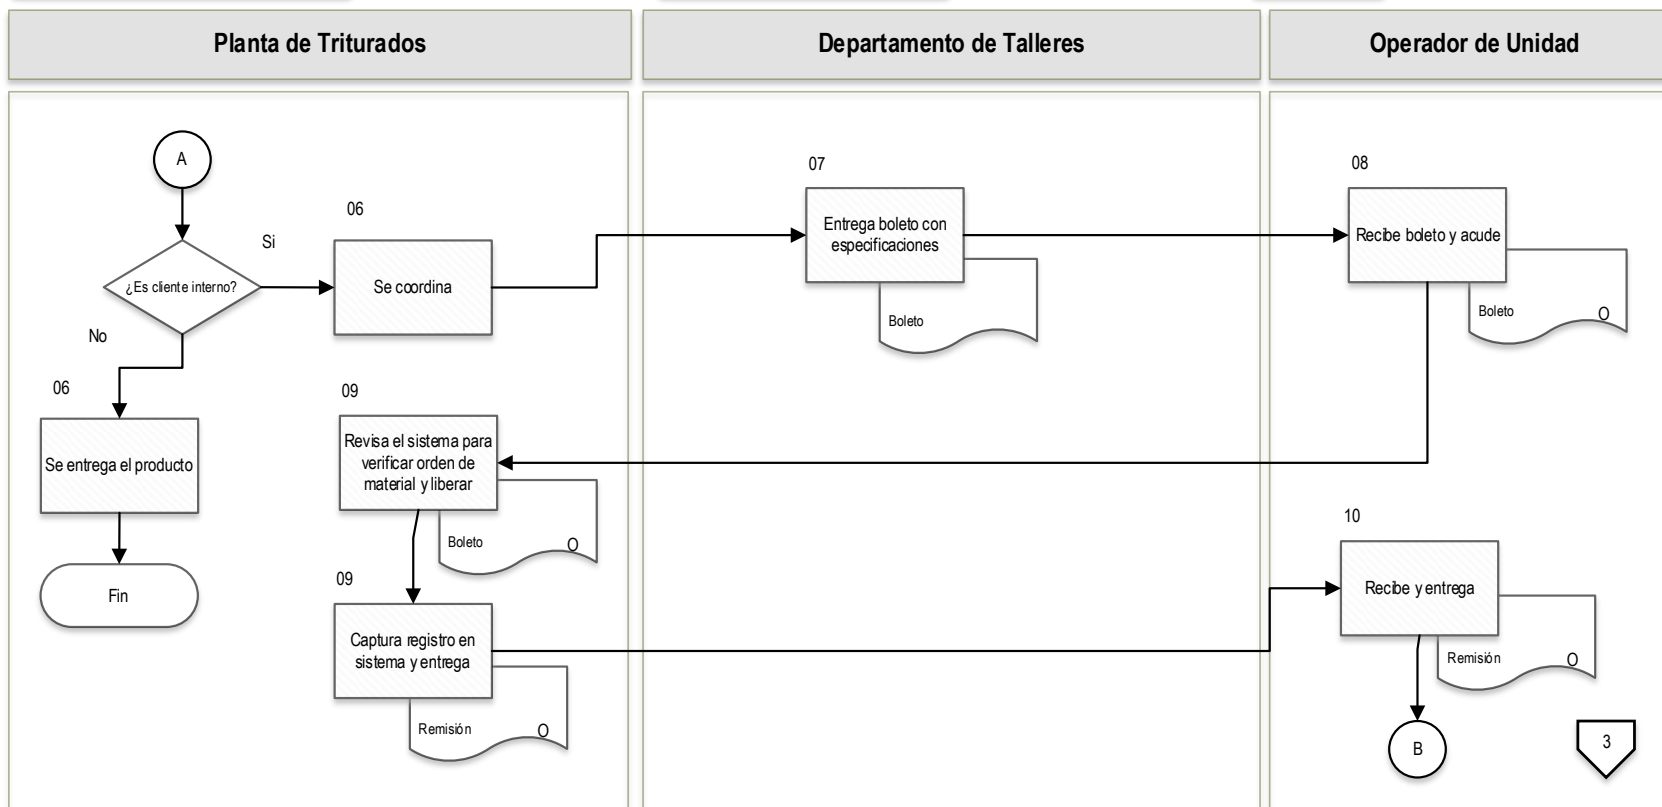 Planta de Triturados
Departamento de Talleres
Operador de Unidad
A
¿Es cliente interno?
Si
No
06
Se coordina
07
Entrega boleto con
especificaciones
Boleto
08
Recibe boleto y acude
Boleto
O
06
Se entrega el producto
Fin
09
Revisa el sistema para
verificar orden de
material y liberar
Boleto
O
09
Captura registro en
sistema y entrega
Remisión
O
10
Recibe y entrega
Remisión
O
B
3